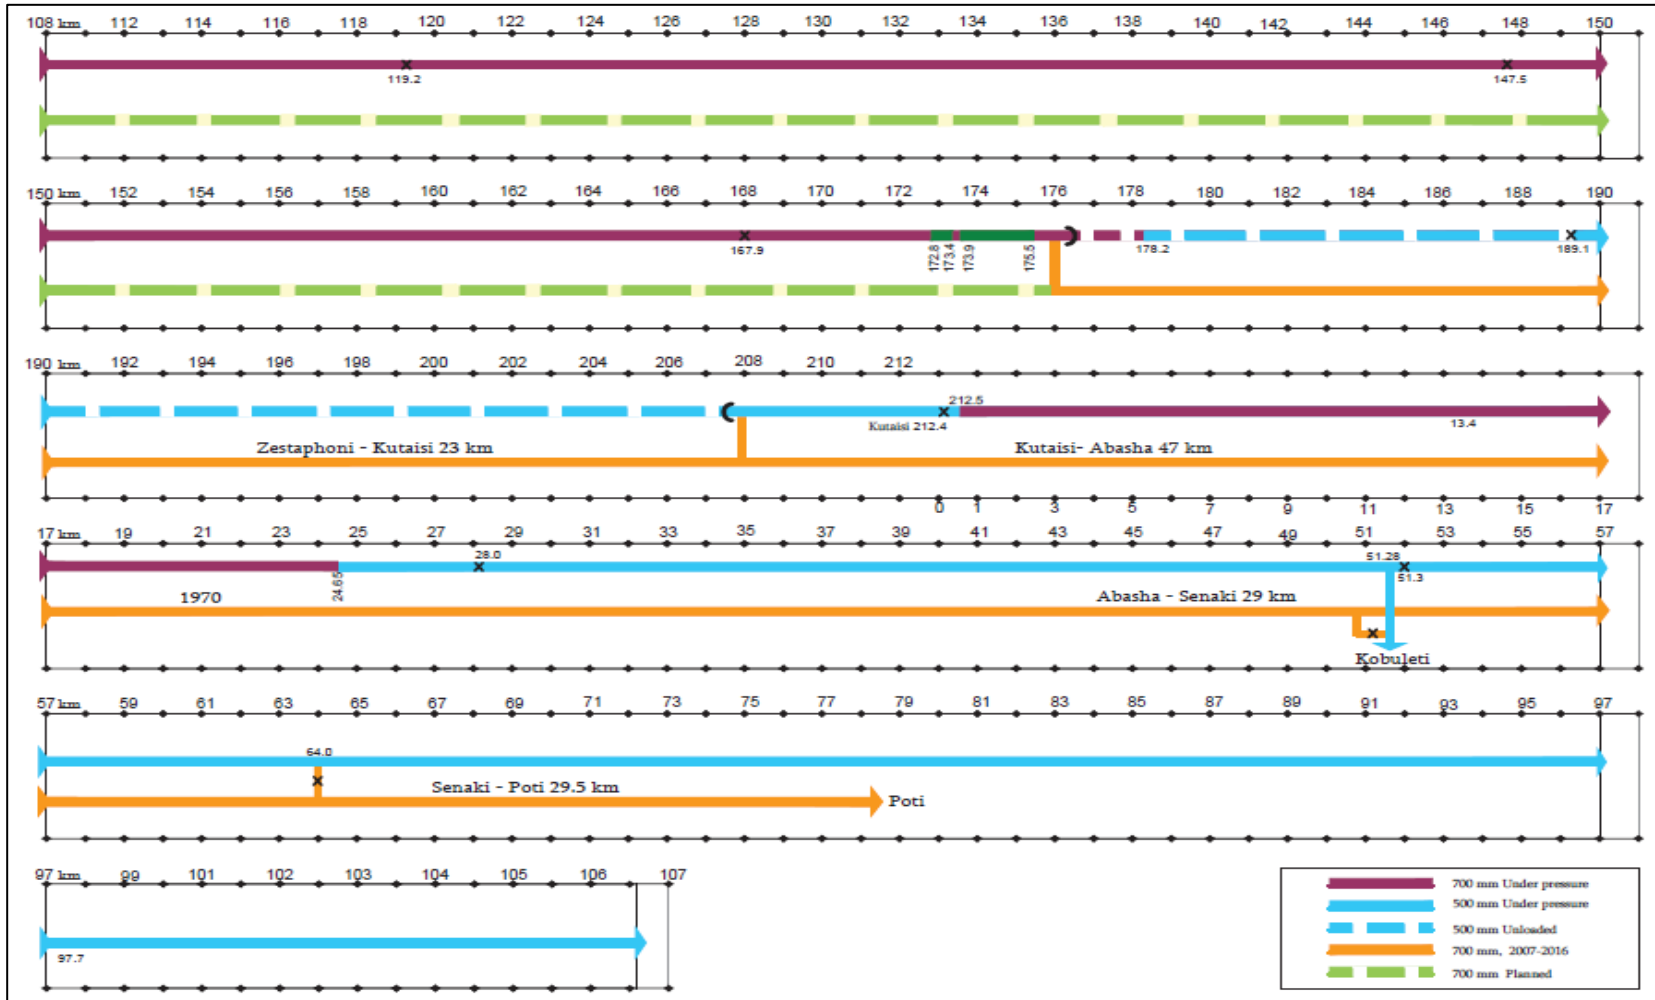 108 km 112 114 116 118 120 122 124 126 128 130 132 134 136 138 140 142 144 146 148 150
119.2 147.5
150 km 152 154 156 158 160 162 164 166 168 170 172 174 176 178 180 182 184 186 188 190
167.9 172.8 173.4 173.9 175.5 178.2 189.1
190 km 192 194 196 198 200 202 204 206 208 210 212
212.5
Kutaisi 212.4 13.4
Zestaphoni - Kutaisi 23 km Kutaisi- Abasha 47 km
0 1 3 5 7 9 11 13 15 17
17 km 19 21 23 25 27 29 31 33 35 37 39 41 43 45 47 49 51 53 55 57
28.0 51.28
24.65 51.3
1970 Abasha - Senaki 29 km
Kobuleti
57 km 59 61 63 65 67 69 71 73 75 77 79 81 83 85 87 89 91 93 95 97
64.0
Senaki - Poti 29.5 km
Poti
97 km 99 101 102 103 104 105 106 107
97.7
700 mm Under pressure
500 mm Under pressure
500 mm Unloaded
700 mm, 2007-2016
700 mm Planned